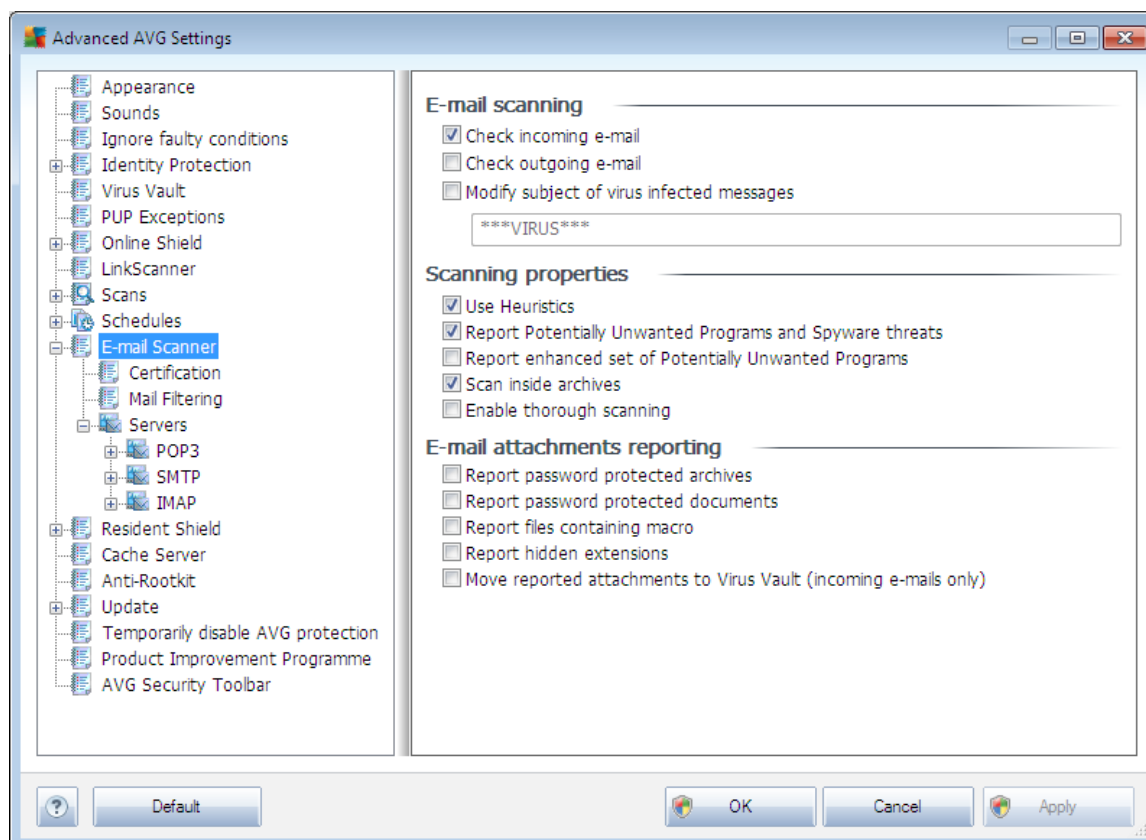 Advanced AVG Settings
Appearance
Sounds
Ignore faulty conditions
Identity Protection
Virus Vault
PUP Exceptions
Online Shield
LinkScanner
Scans
Schedules
E-mail Scanner
Certification
Mail Filtering
Servers
POP3
SMTP
IMAP
Resident Shield
Cache Server
Anti-Rootkit
Update
Temporarily disable AVG protection
Product Improvement Programme
AVG Security Toolbar
E-mail scanning
Check incoming e-mail
Check outgoing e-mail
Modify subject of virus infected messages
***VIRUS***
Scanning properties
Use Heuristics
Report Potentially Unwanted Programs and Spyware threats
Report enhanced set of Potentially Unwanted Programs
Scan inside archives
Enable thorough scanning
E-mail attachments reporting
Report password protected archives
Report password protected documents
Report files containing macro
Report hidden extensions
Move reported attachments to Virus Vault (incoming e-mails only)
?
Default
OK
Cancel
Apply